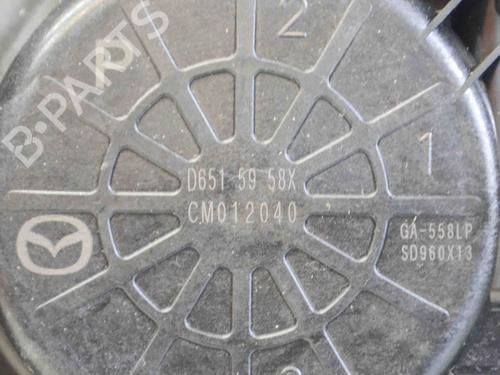 2
B-PARTS
1
D651 59 58X
CM012040
GA-558LP
SD960X13